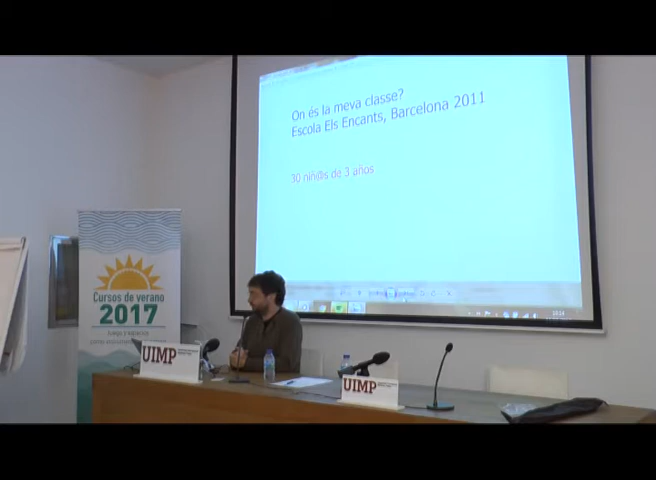 On és la meva classe?
Escola Els Encants, Barcelona 2011
30 niñ@s de 3 años
Cursos de verano
2017
UIMP
UIMP